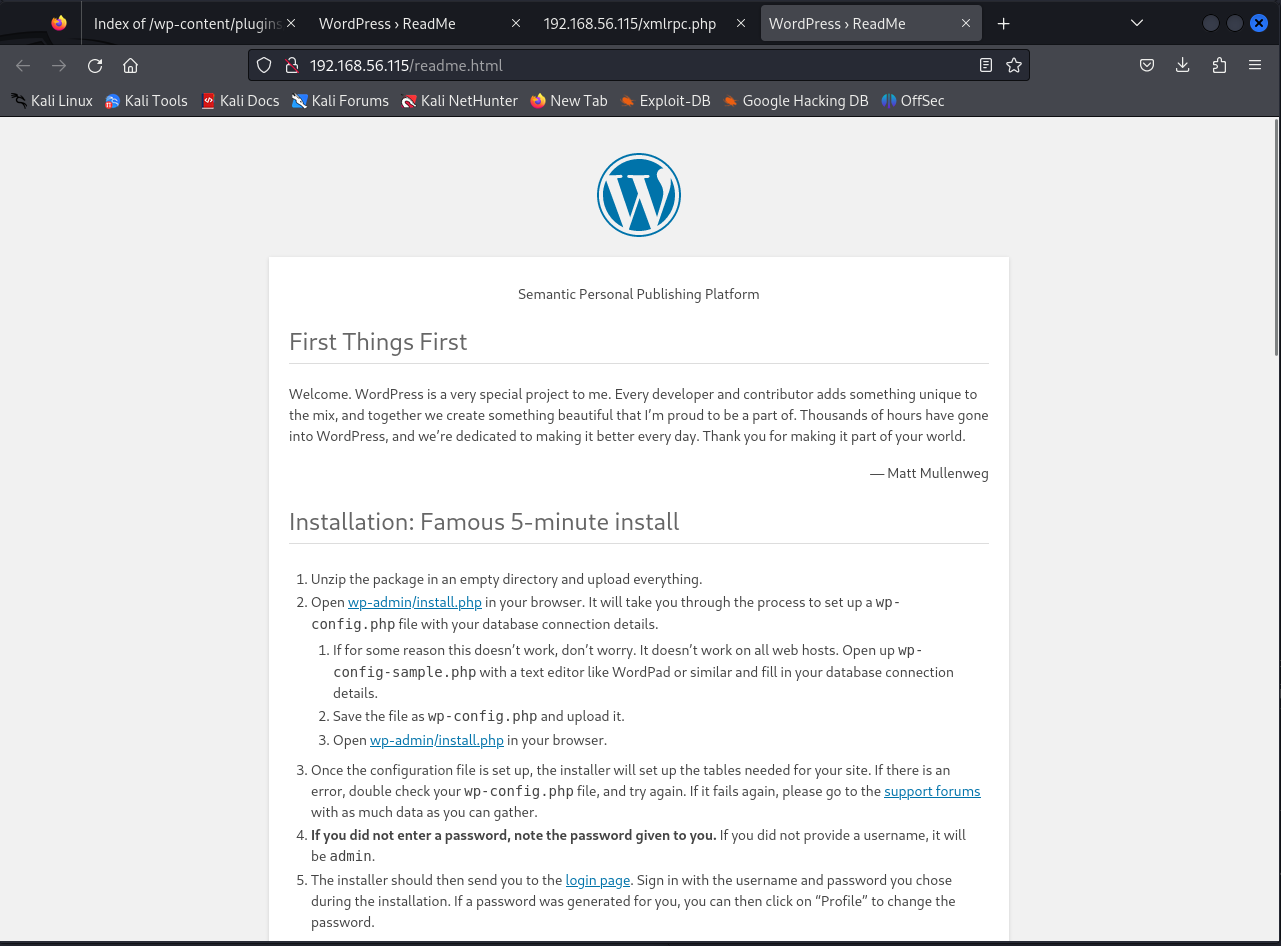 Index of /wp-content/plugins
WordPress › ReadMe
192.168.56.115/xmlrpc.php
WordPress › ReadMe
192.168.56.115/readme.html
Kali Linux
Kali Tools
Kali Docs
Kali Forums
Kali NetHunter
New Tab
Exploit-DB
Google Hacking DB
OffSec
Semantic Personal Publishing Platform
First Things First
Welcome. WordPress is a very special project to me. Every developer and contributor adds something unique to
the mix, and together we create something beautiful that I’m proud to be a part of. Thousands of hours have gone
into WordPress, and we’re dedicated to making it better every day. Thank you for making it part of your world.
— Matt Mullenweg
Installation: Famous 5-minute install
1. Unzip the package in an empty directory and upload everything.
2. Open wp-admin/install.php in your browser. It will take you through the process to set up a wp-
config.php file with your database connection details.
1. If for some reason this doesn’t work, don’t worry. It doesn’t work on all web hosts. Open up wp-
config-sample.php with a text editor like WordPad or similar and fill in your database connection
details.
2. Save the file as wp-config.php and upload it.
3. Open wp-admin/install.php in your browser.
3. Once the configuration file is set up, the installer will set up the tables needed for your site. If there is an
error, double check your wp-config.php file, and try again. If it fails again, please go to the support forums
with as much data as you can gather.
4. If you did not enter a password, note the password given to you. If you did not provide a username, it will
be admin.
5. The installer should then send you to the login page. Sign in with the username and password you chose
during the installation. If a password was generated for you, you can then click on “Profile” to change the
password.